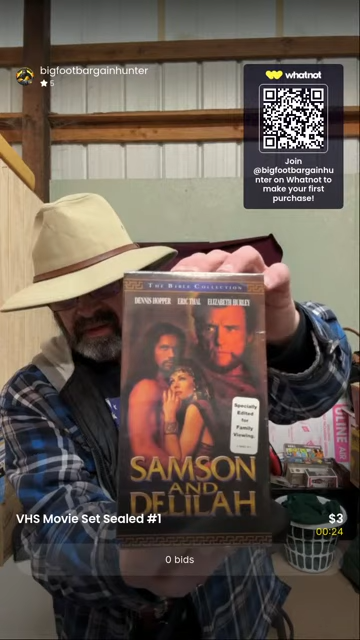 bigfootbargainhunter
★ 5
whatnot
Join
@bigfootbargainhu
nter on Whatnot to
make your first
purchase!
THE BIBLE COLLECTION
DENNIS HOPPER ERIC THAL ELIZABETH HURLEY
Specially
Edited
for
Family
Viewing
SAMSON
AND
DELILAH
VHS Movie Set Sealed #1
$3
00:24
0 bids